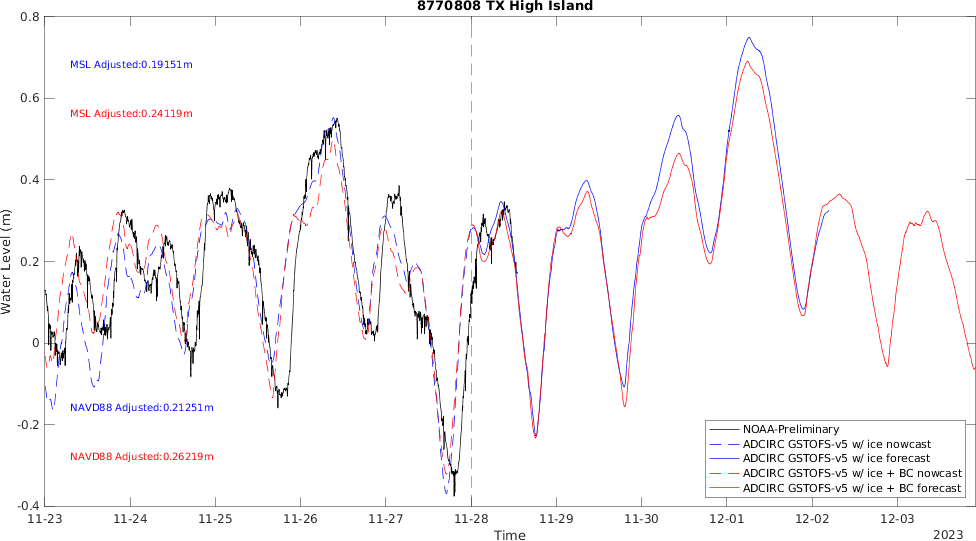 8770808 TX High Island
0.8
0.6
0.4
0.2
0
-0.2
-0.4
Water Level (m)
MSL Adjusted:0.19151m
MSL Adjusted:0.24119m
NAVD88 Adjusted:0.21251m
NAVD88 Adjusted:0.26219m
NOAA-Preliminary
ADCIRC GSTOFS-v5 w/ ice nowcast
ADCIRC GSTOFS-v5 w/ ice forecast
ADCIRC GSTOFS-v5 w/ ice + BC nowcast
ADCIRC GSTOFS-v5 w/ ice + BC forecast
11-23 11-24 11-25 11-26 11-27 11-28 11-29 11-30 12-01 12-02 12-03
Time
2023